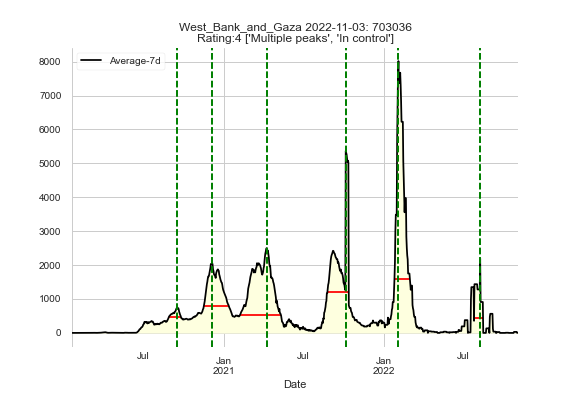 West_Bank_and_Gaza 2022-11-03: 703036
Rating:4 ['Multiple peaks', 'In control']
Average-7d
8000
7000
6000
5000
4000
3000
2000
1000
0
Jul
Jan
2021
Jul
Jan
2022
Jul
Date